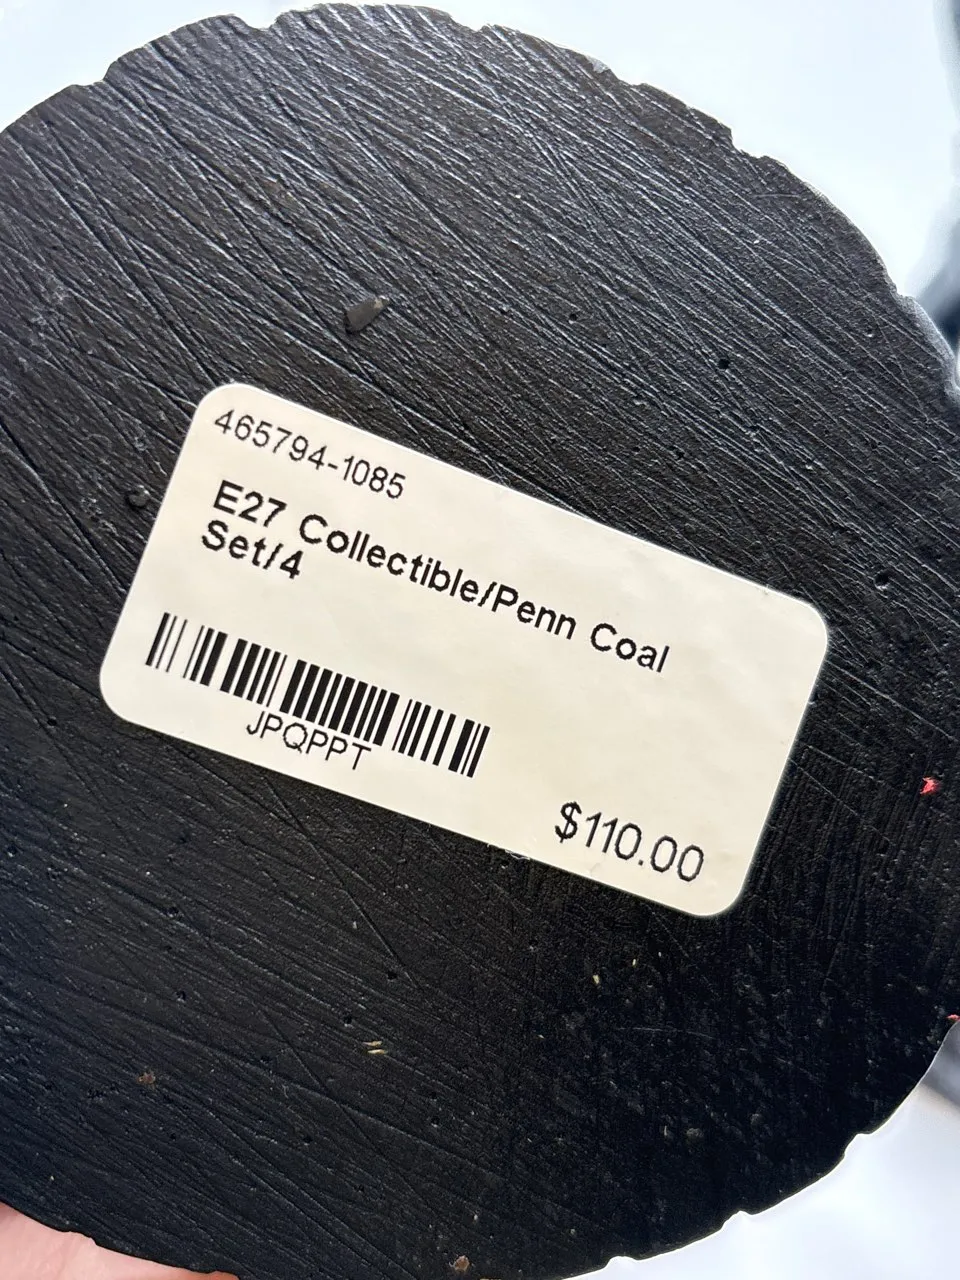 465794-1085
E27 Collectible/Penn Coal
Set/4
JPQPPT
$110.00